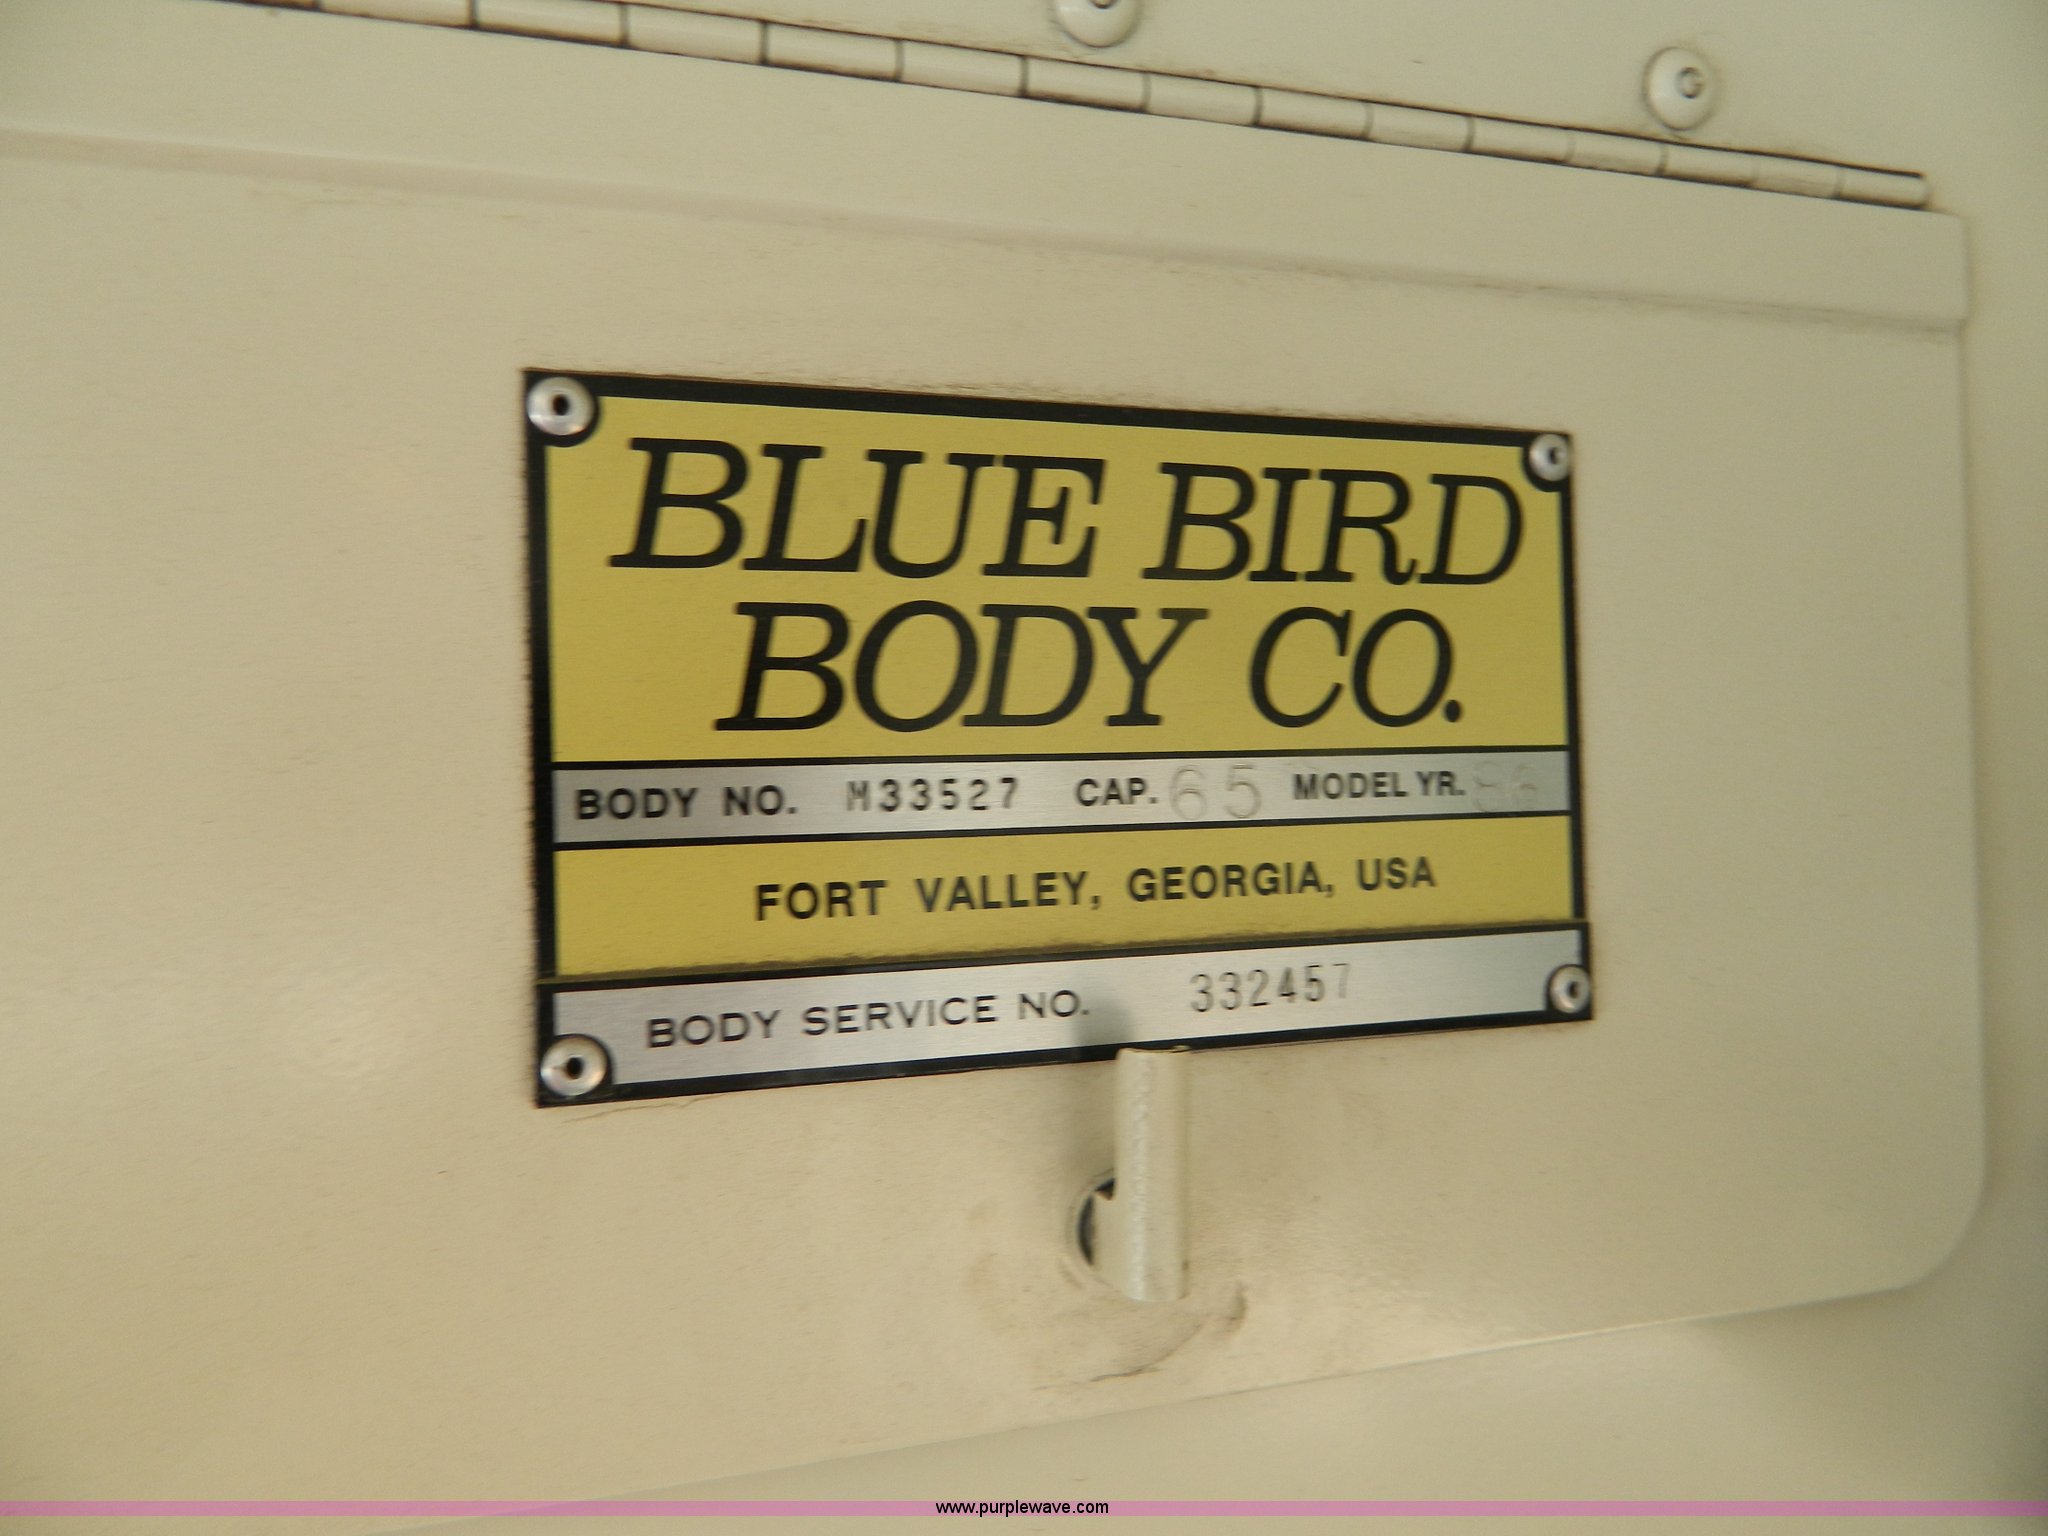 BLUE BIRD
BODY CO.
BODY NO. M33527 CAP. 65 MODEL YR. 86
FORT VALLEY, GEORGIA, USA
BODY SERVICE NO. 332457
www.purplewave.com